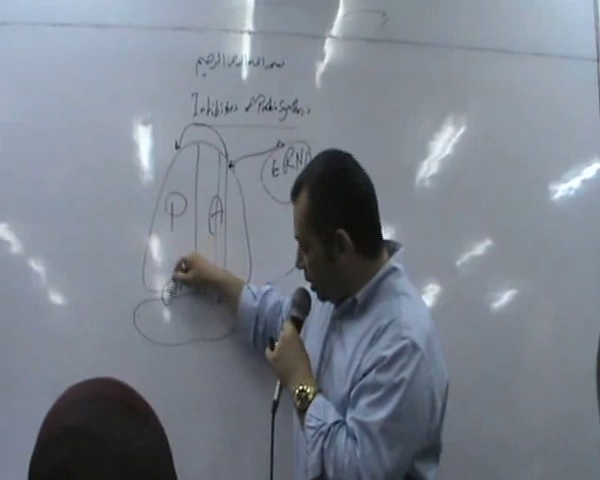 بسم الله الرحمن الرحيم
Inhibitors of Protein Synthesis
tRNA
P A